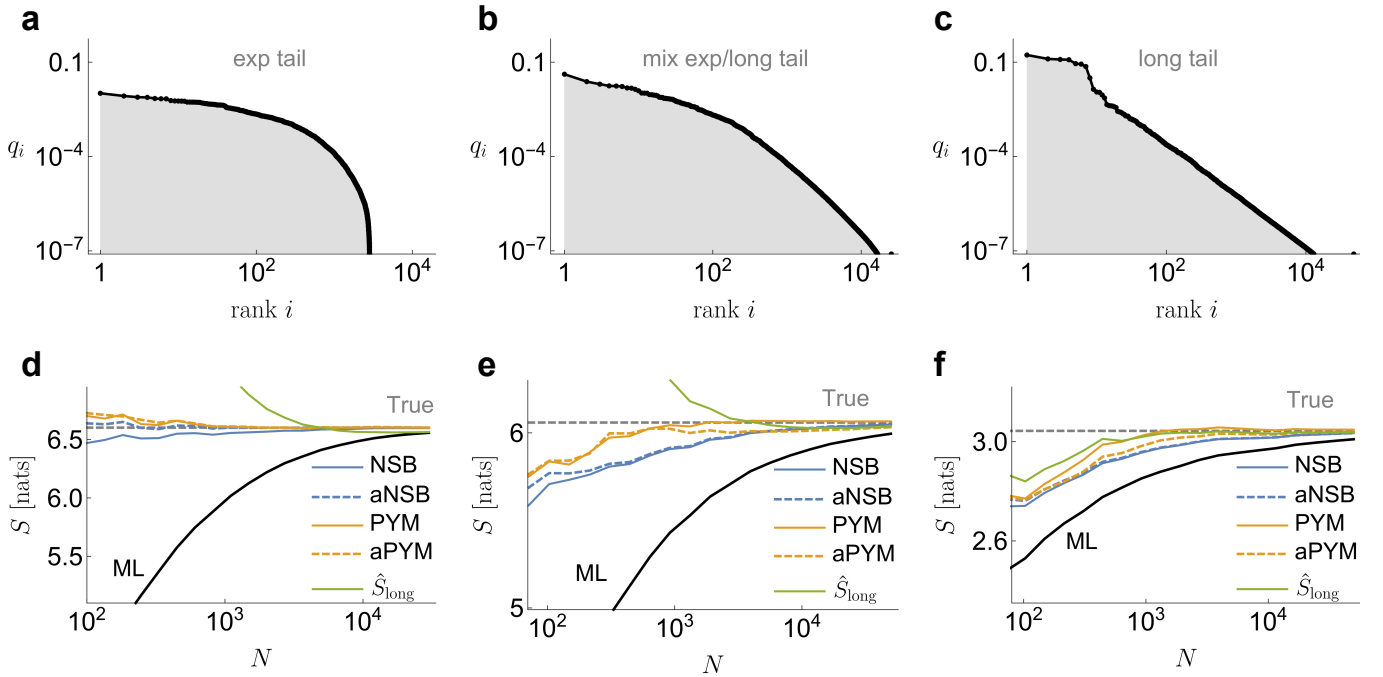 a
exp tail
0.1
q_i
10^{-4}
10^{-7}
1
10^2
10^4
rank i
b
mix exp/long tail
0.1
q_i
10^{-4}
10^{-7}
1
10^2
10^4
rank i
c
long tail
0.1
q_i
10^{-4}
10^{-7}
1
10^2
10^4
rank i
d
True
6.5
6.0
5.5
S [nats]
NSB
aNSB
PYM
aPYM
Ŝ_long
ML
10^2
10^3
10^4
N
e
True
6
5
S [nats]
NSB
aNSB
PYM
aPYM
Ŝ_long
ML
10^2
10^3
10^4
N
f
True
3.0
2.6
S [nats]
NSB
aNSB
PYM
aPYM
Ŝ_long
ML
10^2
10^3
10^4
N